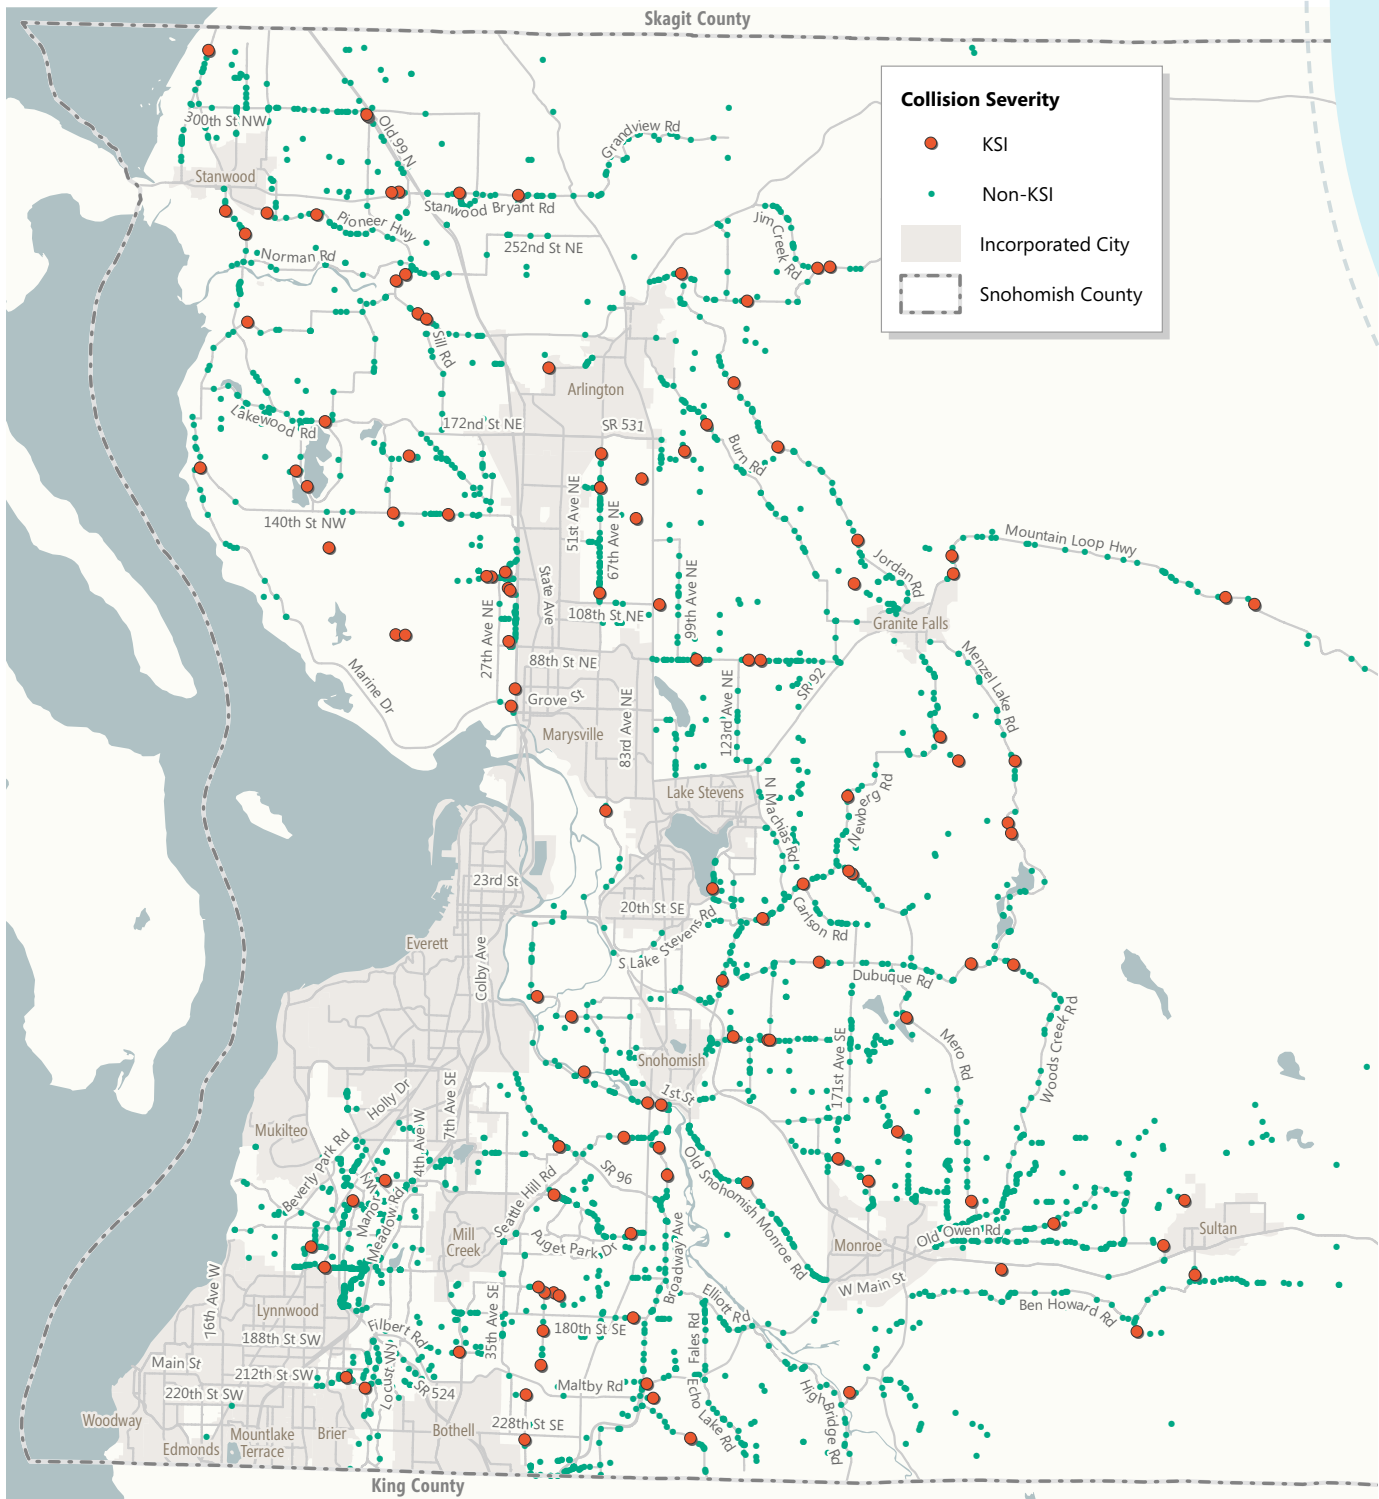 Skagit County
Collision Severity
KSI
Non-KSI
Incorporated City
Snohomish County
300th St NW
Old 99 N
Grandview Rd
Stanwood
Stanwood Bryant Rd
Pioneer Hwy
Jim Creek Rd
252nd St NE
Norman Rd
Sill Rd
Arlington
Lakewood Rd
172nd St NE
SR 531
Burn Rd
51st Ave NE
67th Ave NE
140th St NW
Mountain Loop Hwy
Jordan Rd
State Ave
99th Ave NE
108th St NE
Granite Falls
27th Ave NE
88th St NE
Menzel Lake Rd
Marine Dr
SR 92
Grove St
83rd Ave NE
123rd Ave NE
Marysville
Lake Stevens
N Machias Rd
Newberg Rd
23rd St
20th St SE
Carlson Rd
Everett
S Lake Stevens Rd
Colby Ave
Dubuque Rd
Woods Creek Rd
Mero Rd
Snohomish
171st Ave SE
1st St
Holly Dr
7th Ave SE
4th Ave W
Mukilteo
Beverly Park Rd
SR 96
Old Snohomish Monroe Rd
Manor Wy
Meadow Rd
Seattle Hill Rd
Mill
Creek
Puget Park Dr
Broadway Ave
Old Owen Rd
Sultan
Monroe
W Main St
76th Ave W
Lynnwood
35th Ave SE
Elliott Rd
Ben Howard Rd
188th St SW
Filbert Rd
180th St SE
Fales Rd
Main St
212th St SW
Locust Wy
220th St SW
SR 524
Maltby Rd
Echo Lake Rd
High Bridge Rd
Woodway
Edmonds
Mountlake
Terrace
Brier
Bothell
228th St SE
King County